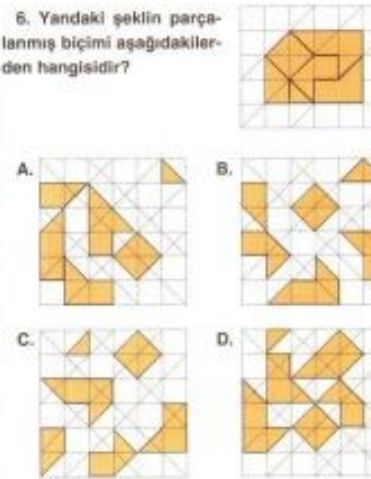 6. Yandaki şeklin parça-
lanmış biçimi aşağıdakiler-
den hangisidir?
A.
B.
C.
D.